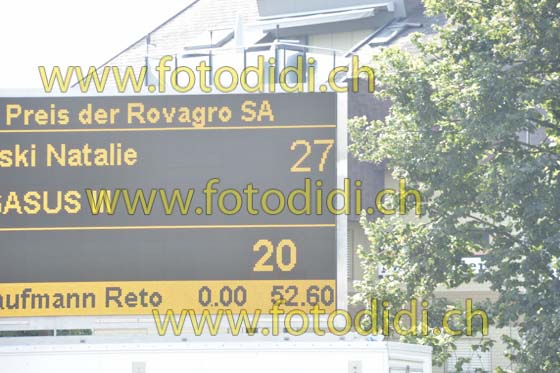 www.fotodidi.ch
Preis der Rovagro SA
ski Natalie 27
ASUS W
www.fotodidi.ch
20
aufmann Reto 0.00 52.60
www.fotodidi.ch